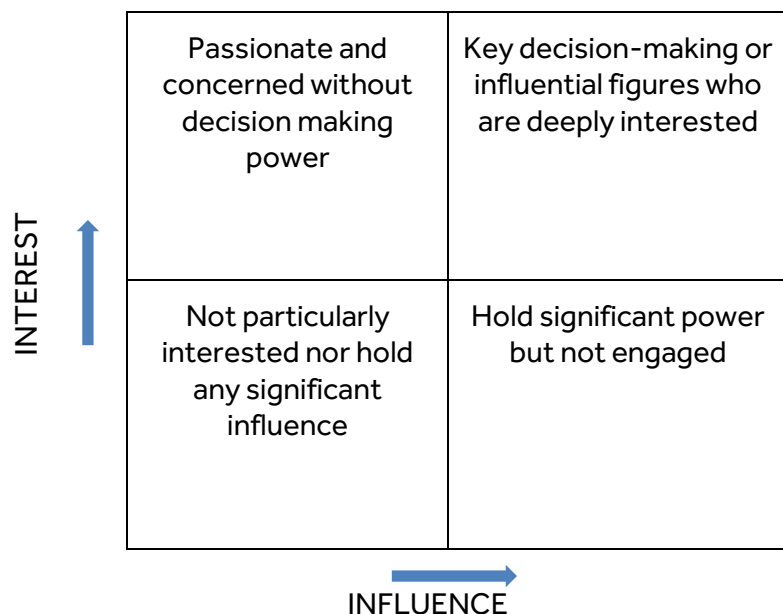 Passionate and
concerned without
decision making
power
Key decision-making or
influential figures who
are deeply interested
INTEREST
Not particularly
interested nor hold
any significant
influence
Hold significant power
but not engaged
INFLUENCE